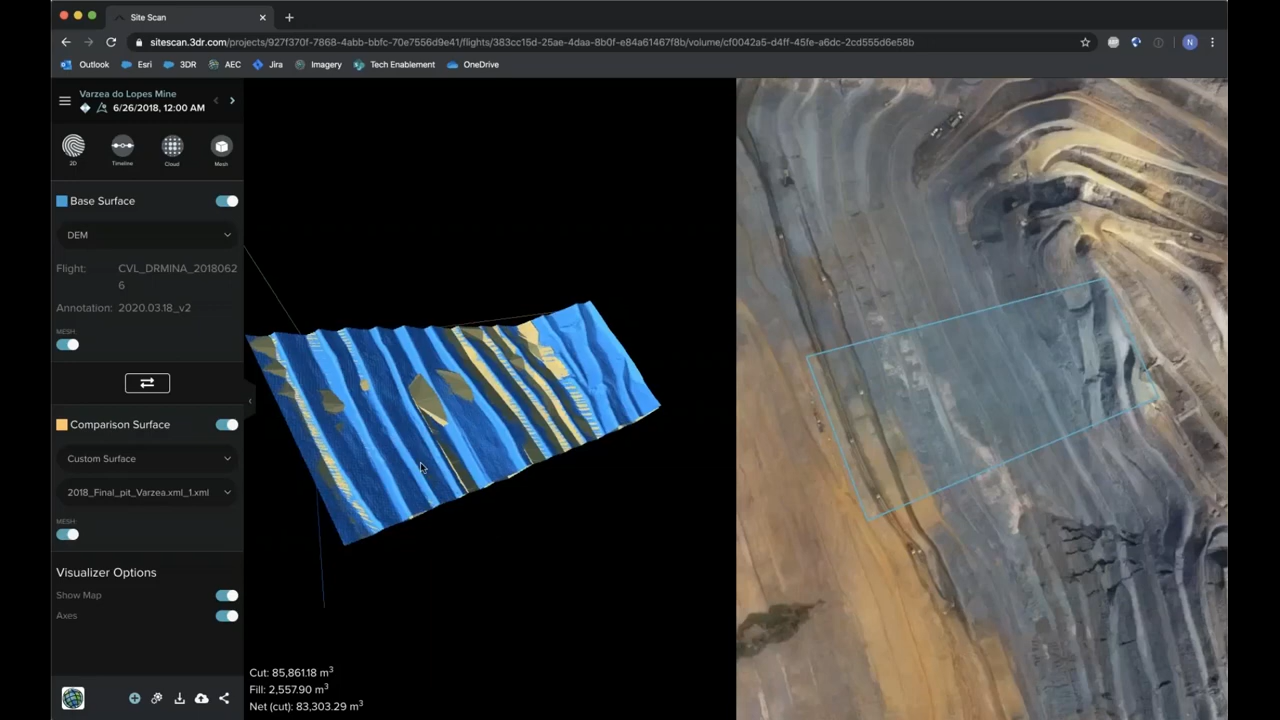 Site Scan
sitescan.3dr.com/projects/927f370f-7868-4abb-bbfc-70e7556d9e41/flights/383cc15d-25ae-4daa-8b0f-e84a61467f8b/volume/cf0042a5-d4ff-45fe-a6dc-2cd555d6e58b
N
Outlook Esri 3DR AEC Jira Imagery Tech Enablement OneDrive
Varzea do Lopes Mine
6/26/2018, 12:00 AM
2D Timeline Cloud Mesh
Base Surface
DEM
Flight: CVL_DRMINA_2018062
6
Annotation: 2020.03.18_v2
MESH:
Comparison Surface
Custom Surface
2018_Final_pit_Varzea.xml_1.xml
MESH:
Visualizer Options
Show Map
Axes
Cut: 85,861.18 m³
Fill: 2,557.90 m³
Net (cut): 83,303.29 m³